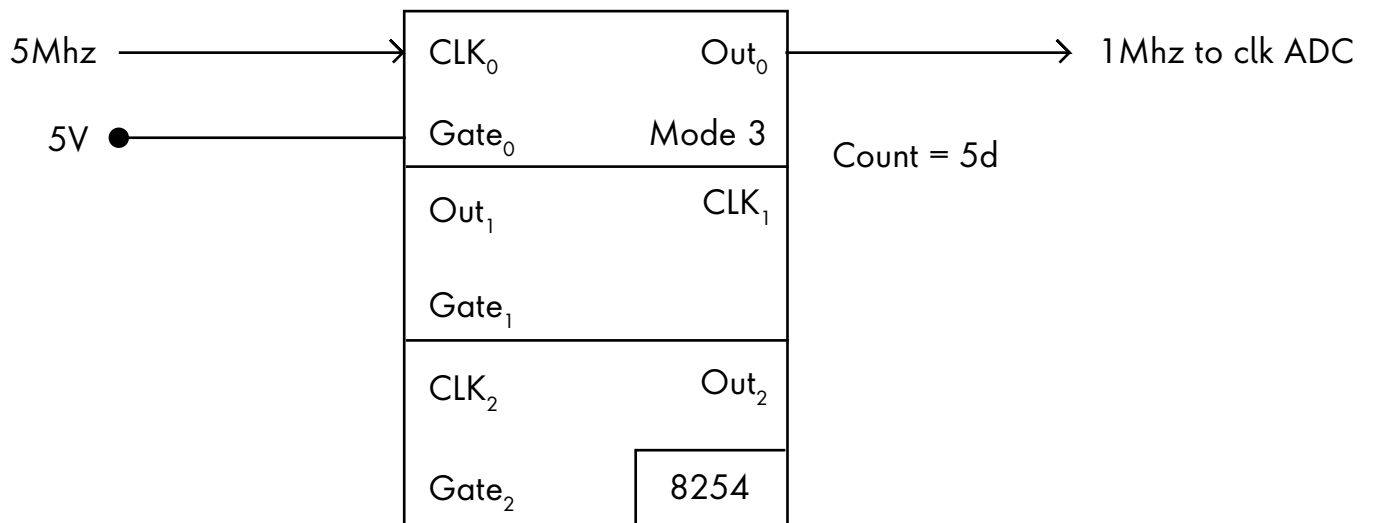 5Mhz CLK₀ Out₀ 1Mhz to clk ADC
5V Gate₀ Mode 3
Count = 5d
Out₁ CLK₁
Gate₁
CLK₂ Out₂
Gate₂ 8254